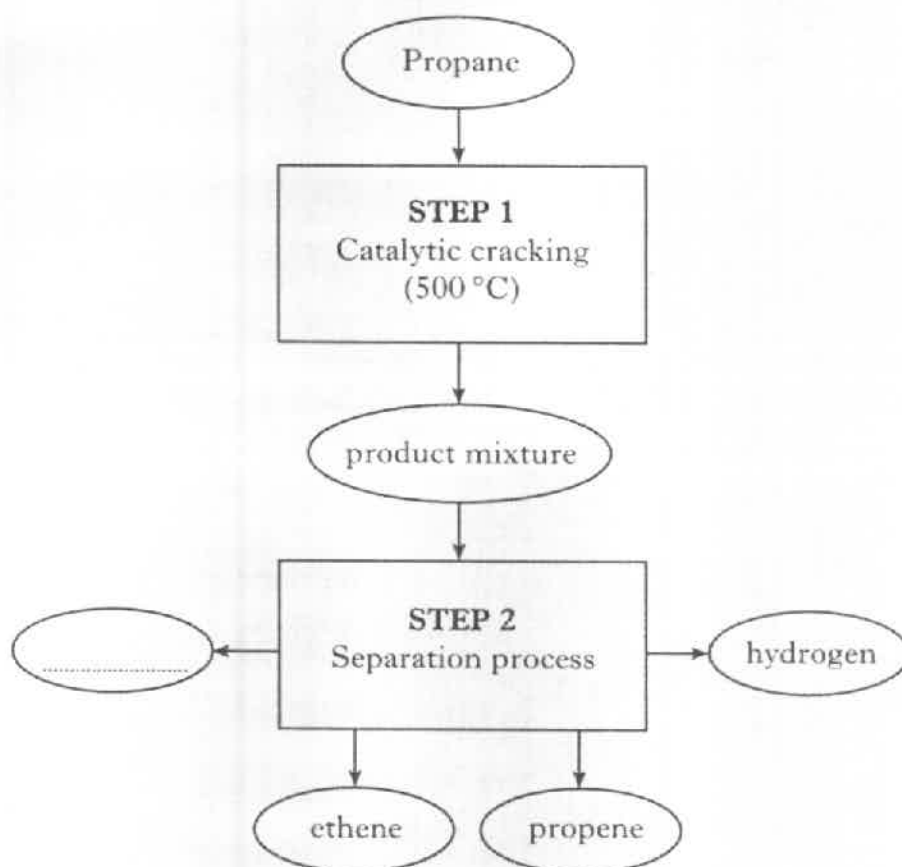 Propane
STEP 1
Catalytic cracking
(500 °C)
product mixture
STEP 2
Separation process
hydrogen
ethene
propene